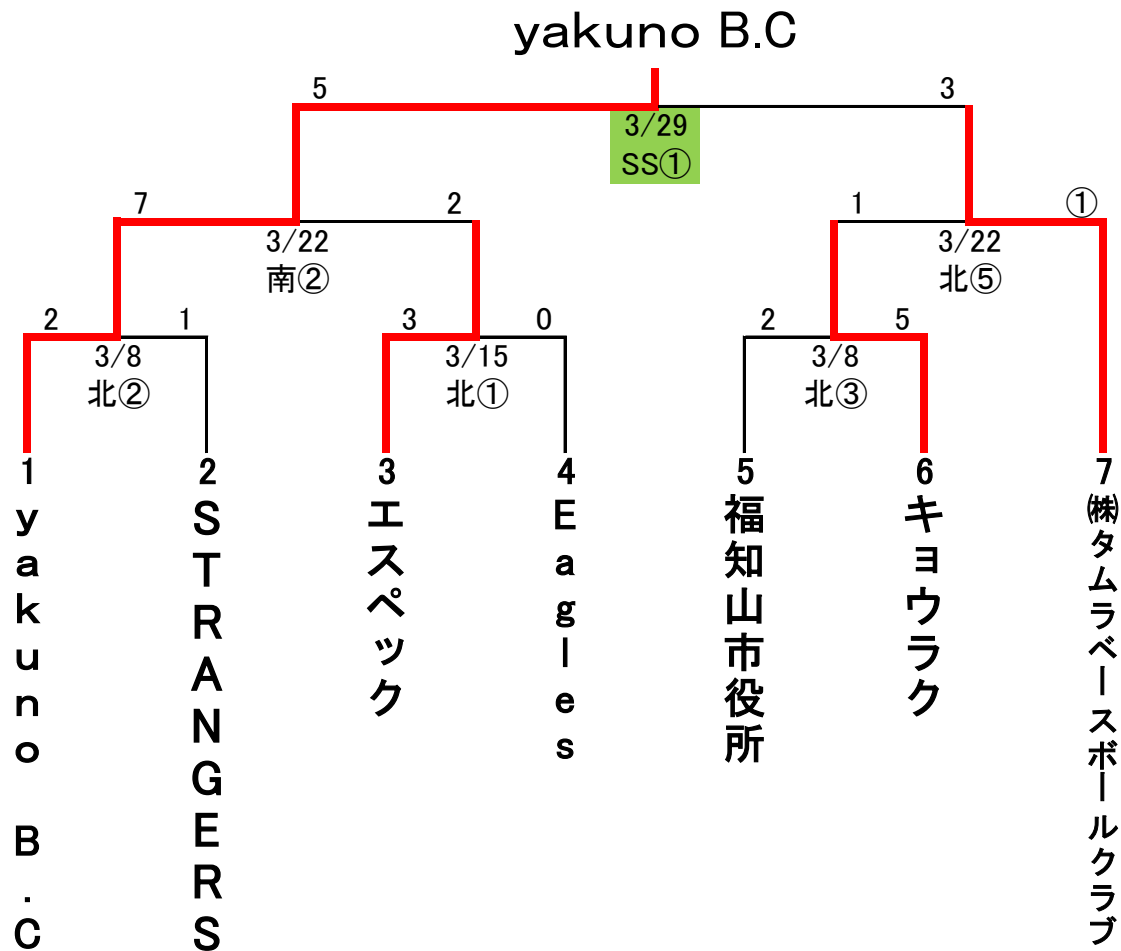 yakuno B.C
5
3
3/29
SS①
7
2
1
①
3/22
南②
3/22
北⑤
2
1
3
0
2
5
3/8
北②
3/15
北①
3/8
北③
1
2
3
4
5
6
7
yakuno B.C
STRANGERS
エスペック
Eagles
福知山市役所
キョウラク
㈱タムラベースボールクラブ